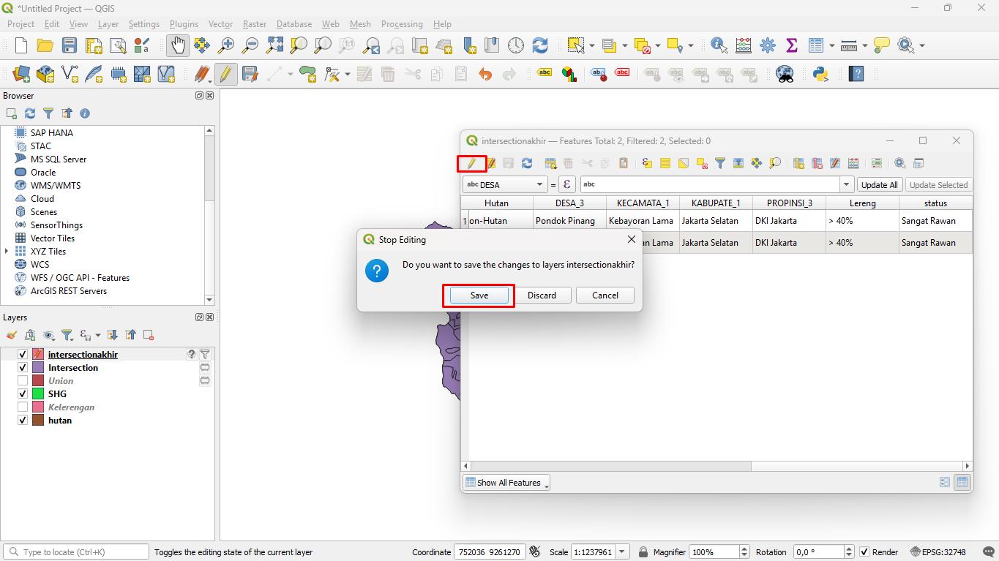 *Untitled Project — QGIS
Project Edit View Layer Settings Plugins Vector Raster Database Web Mesh Processing Help
Browser
SAP HANA
STAC
MS SQL Server
Oracle
WMS/WMTS
Cloud
Scenes
SensorThings
Vector Tiles
XYZ Tiles
WCS
WFS / OGC API - Features
ArcGIS REST Servers
Layers
intersectionakhir
Intersection
Union
SHG
Kelerengan
hutan
intersectionakhir — Features Total: 2, Filtered: 2, Selected: 0
abc DESA = ε abc Update All Update Selected
Hutan DESA_3 KECAMATA_1 KABUPATE_1 PROPINSI_3 Lereng status
1 on-Hutan Pondok Pinang Kebayoran Lama Jakarta Selatan DKI Jakarta > 40% Sangat Rawan
an Lama Jakarta Selatan DKI Jakarta > 40% Sangat Rawan
Stop Editing
Do you want to save the changes to layers intersectionakhir?
Save Discard Cancel
Show All Features
Type to locate (Ctrl+K) Toggles the editing state of the current layer Coordinate 752036 9261270 Scale 1:1237961 Magnifier 100% Rotation 0,0 ° Render EPSG:32748